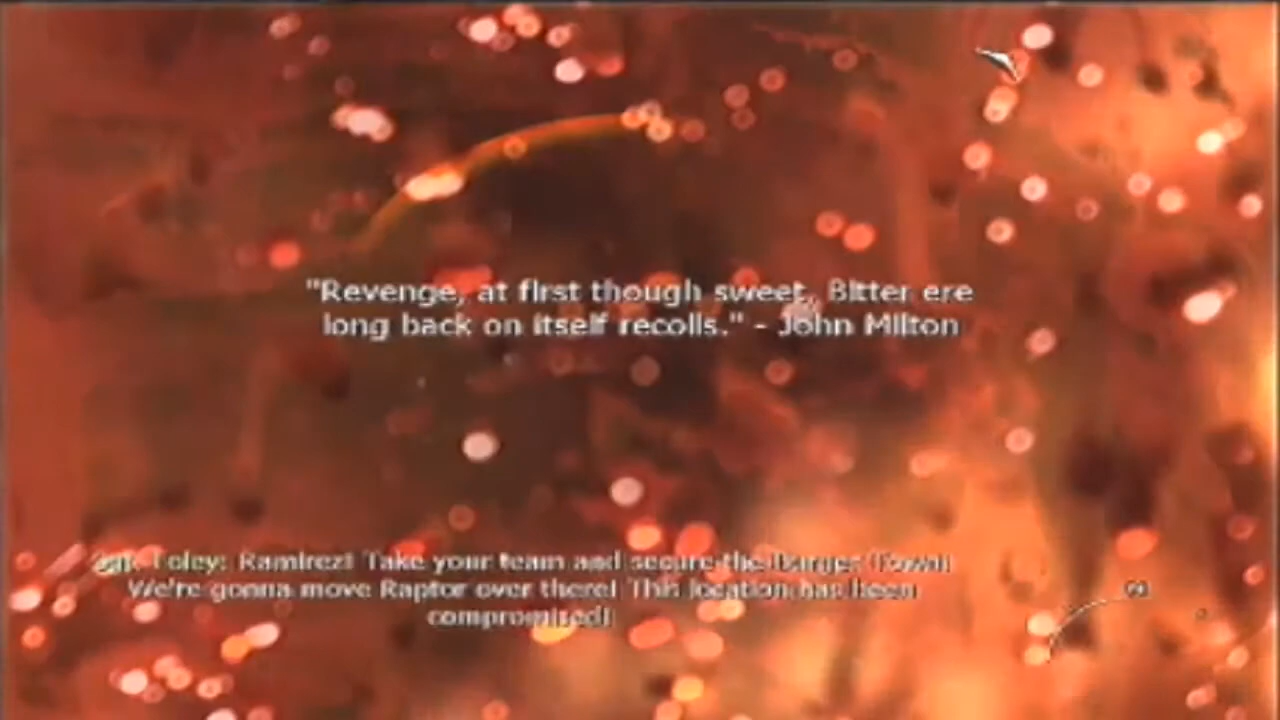 "Revenge, at first though sweet, Bitter ere
long back on itself recoils." - John Milton
Sgt. Foley: Ramirez! Take your team and secure the Burger Town!
We're gonna move Raptor over there! This location has been
compromised!